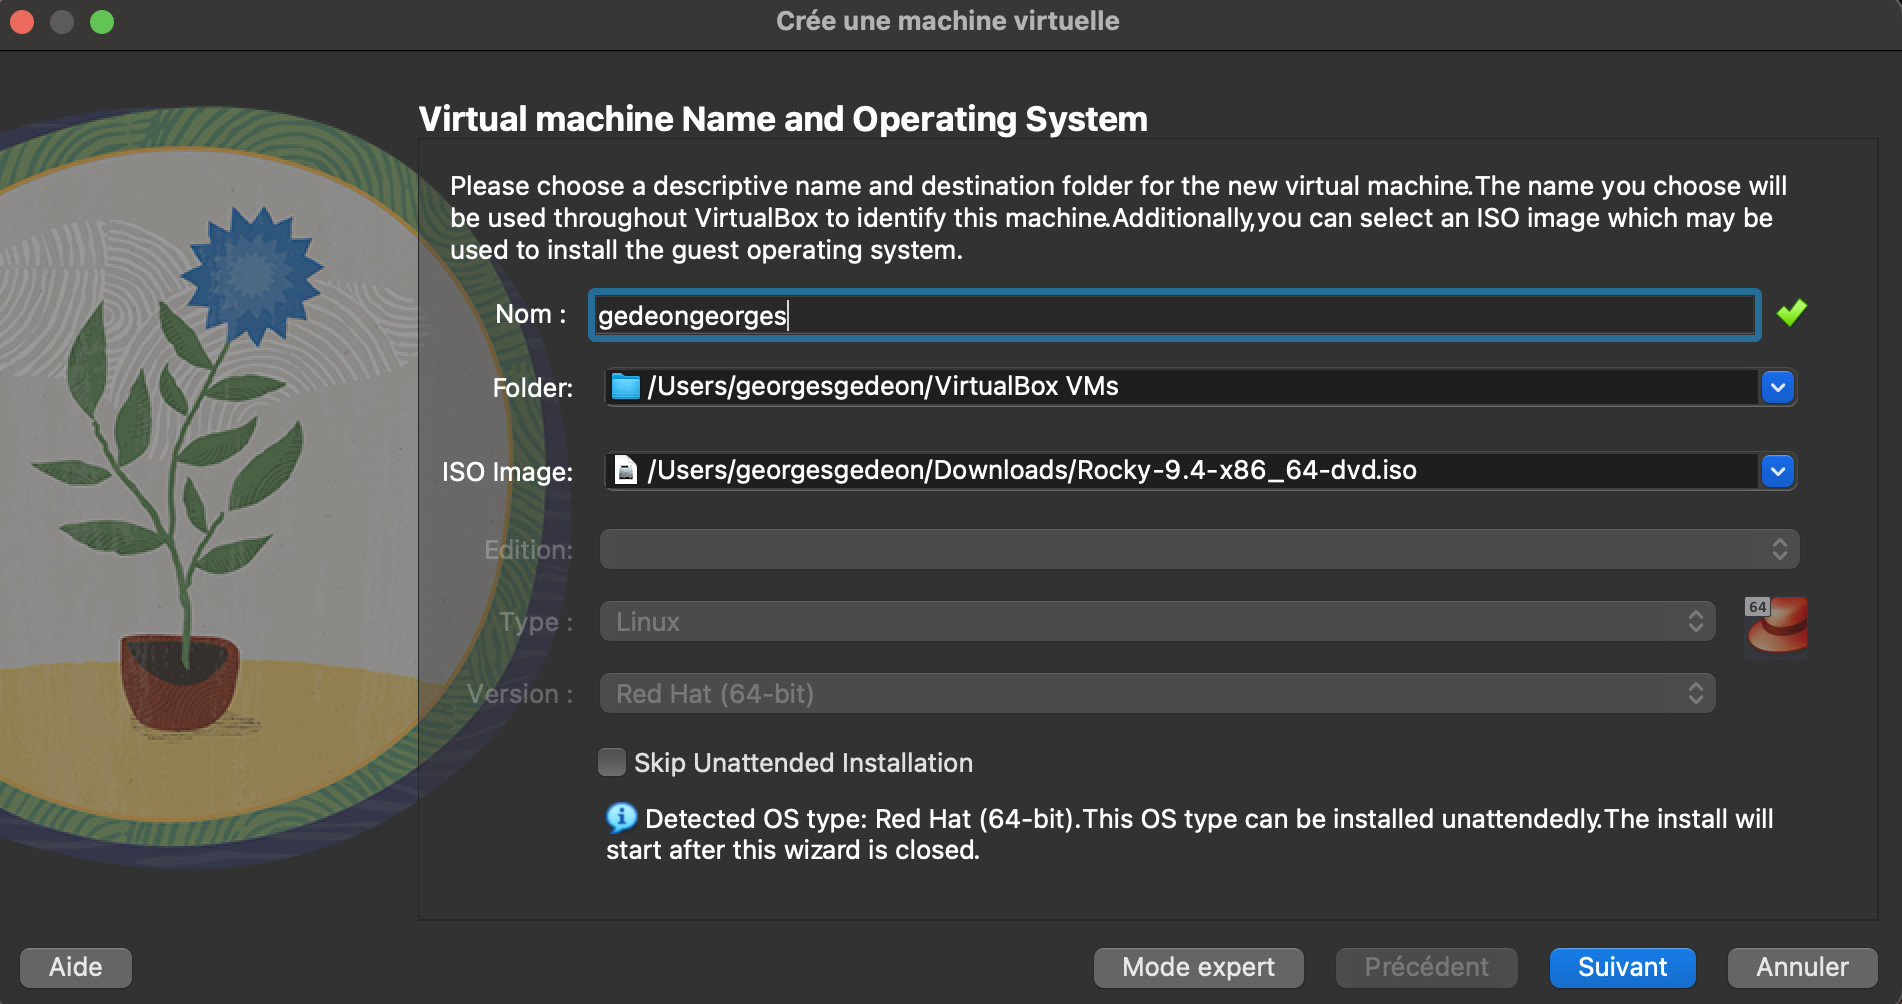 Crée une machine virtuelle
Virtual machine Name and Operating System
Please choose a descriptive name and destination folder for the new virtual machine.The name you choose will
be used throughout VirtualBox to identify this machine.Additionally,you can select an ISO image which may be
used to install the guest operating system.
Nom : gedeongeorges
Folder: /Users/georgesgedeon/VirtualBox VMs
ISO Image: /Users/georgesgedeon/Downloads/Rocky-9.4-x86_64-dvd.iso
Edition:
Type : Linux
64
Version : Red Hat (64-bit)
Skip Unattended Installation
Detected OS type: Red Hat (64-bit).This OS type can be installed unattendedly.The install will
start after this wizard is closed.
Aide Mode expert Précédent Suivant Annuler